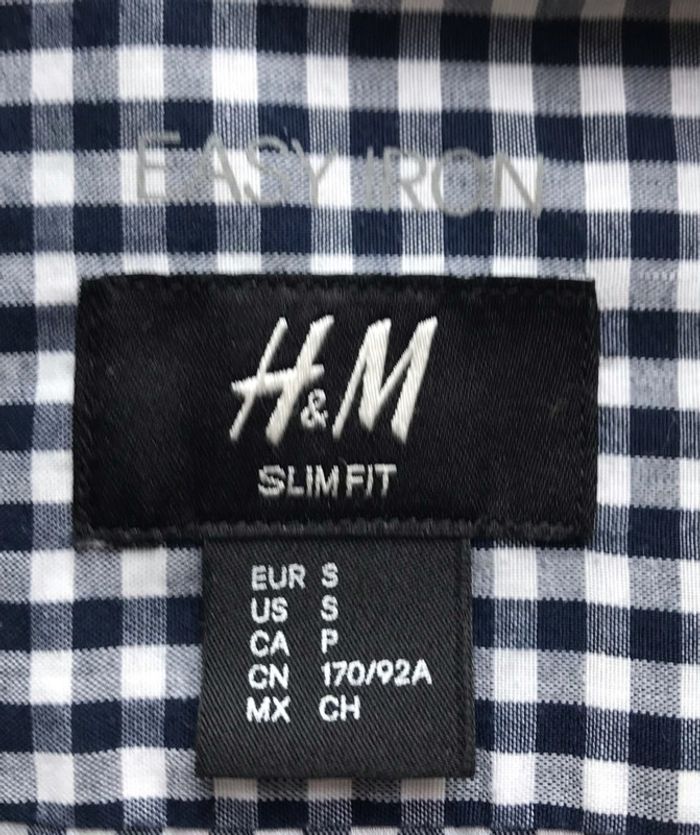 EASY IRON
H&M
SLIM FIT
EUR S
US S
CA P
CN 170/92A
MX CH